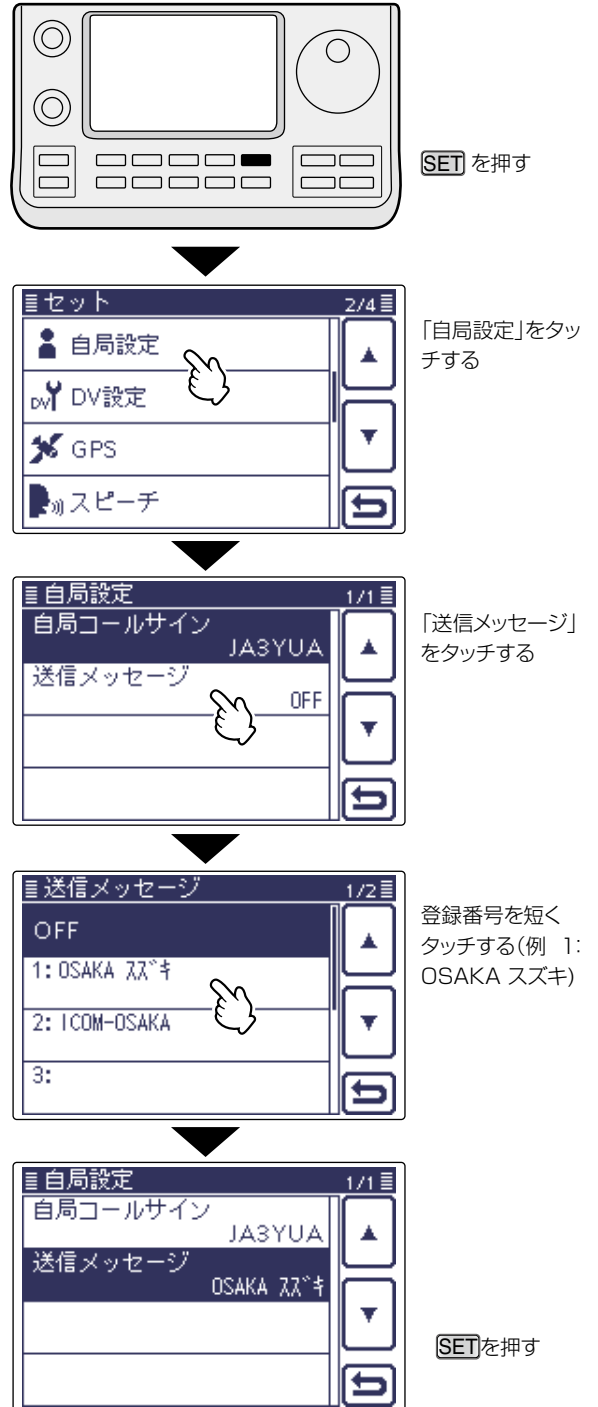 SET を押す
セット 2/4
自局設定
DV設定
GPS
スピーチ
「自局設定」をタッ
チする
自局設定 1/1
自局コールサイン
JA3YUA
送信メッセージ
OFF
「送信メッセージ」
をタッチする
送信メッセージ 1/2
OFF
1: OSAKA スズキ
2: ICOM-OSAKA
3:
登録番号を短く
タッチする(例 1:
OSAKA スズキ)
自局設定 1/1
自局コールサイン
JA3YUA
送信メッセージ
OSAKA スズキ
SETを押す